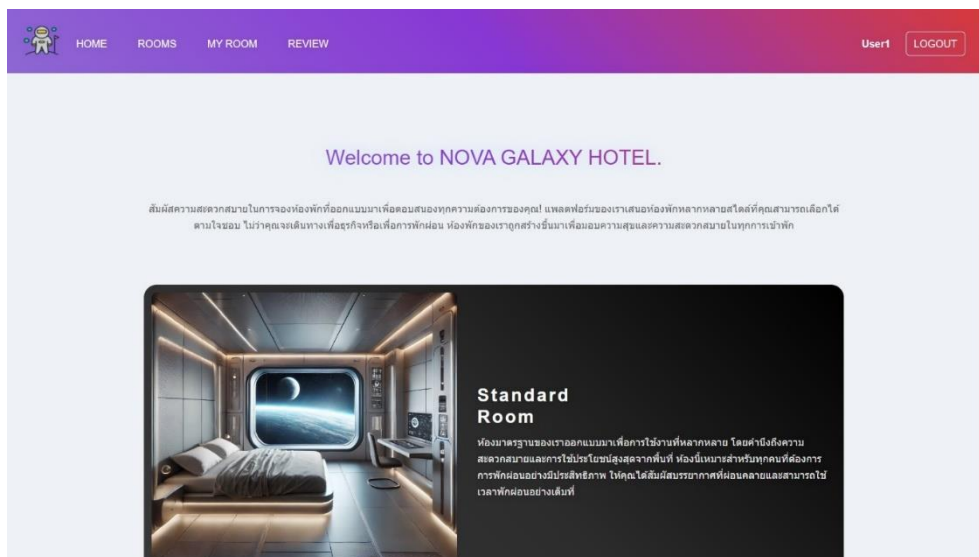 HOME ROOMS MY ROOM REVIEW User1 LOGOUT
Welcome to NOVA GALAXY HOTEL.
สัมผัสความสะดวกสบายในการจองห้องพักที่ออกแบบมาเพื่อตอบสนองทุกความต้องการของคุณ! แพลตฟอร์มของเราเสนอห้องพักหลากหลายสไตล์ที่คุณสามารถเลือกได้
ตามใจชอบ ไม่ว่าคุณจะเดินทางเพื่อธุรกิจหรือเพื่อการพักผ่อน ห้องพักของเราถูกสร้างขึ้นมาเพื่อมอบความสุขและความสะดวกสบายในทุกการเข้าพัก
Standard
Room
ห้องมาตรฐานของเราออกแบบมาเพื่อการใช้งานที่หลากหลาย โดยคำนึงถึงความ
สะดวกสบายและการใช้ประโยชน์สูงสุดจากพื้นที่ ห้องนี้เหมาะสำหรับทุกคนที่ต้องการ
การพักผ่อนอย่างมีประสิทธิภาพ ให้คุณได้สัมผัสบรรยากาศที่ผ่อนคลายและสามารถใช้
เวลาพักผ่อนอย่างเต็มที่